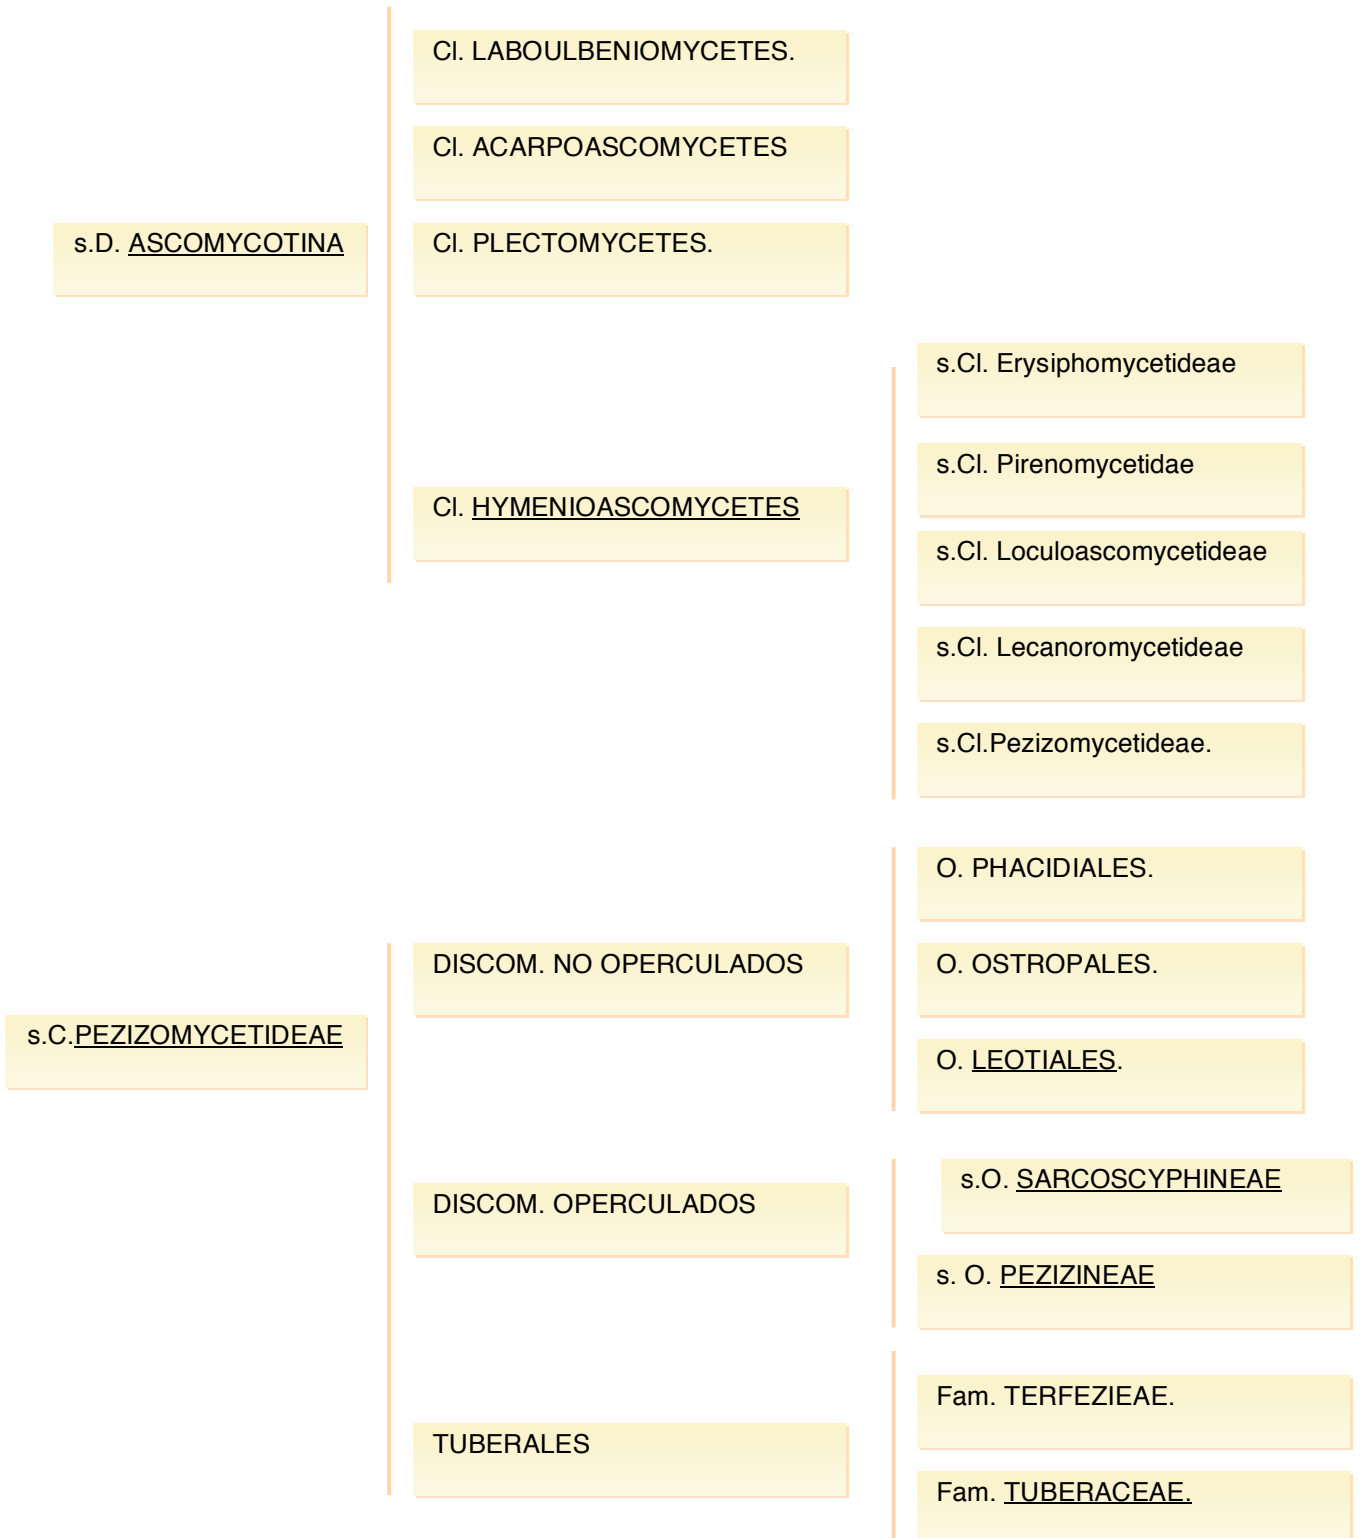 Cl. LABOULBENIOMYCETES.
Cl. ACARPOASCOMYCETES
s.D. ASCOMYCOTINA
Cl. PLECTOMYCETES.
s.Cl. Erysiphomycetideae
s.Cl. Pirenomycetidae
Cl. HYMENIOASCOMYCETES
s.Cl. Loculoascomycetideae
s.Cl. Lecanoromycetideae
s.Cl.Pezizomycetideae.
O. PHACIDIALES.
DISCOM. NO OPERCULADOS
O. OSTROPALES.
s.C.PEZIZOMYCETIDEAE
O. LEOTIALES.
s.O. SARCOSCYPHINEAE
DISCOM. OPERCULADOS
s. O. PEZIZINEAE
Fam. TERFEZIEAE.
TUBERALES
Fam. TUBERACEAE.